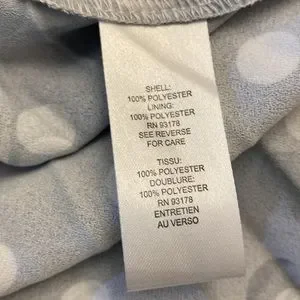 SHELL:
100% POLYESTER
LINING:
100% POLYESTER
RN 93178
SEE REVERSE
FOR CARE
TISSU:
100% POLYESTER
DOUBLURE:
100% POLYESTER
RN 93178
ENTRETIEN
AU VERSO